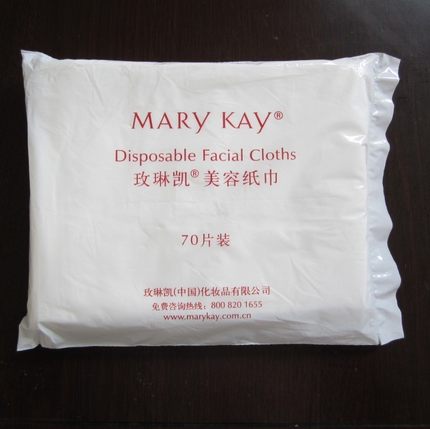 MARY KAY®
Disposable Facial Cloths
玫琳凯®美容纸巾
70片装
玫琳凯(中国)化妆品有限公司
免费咨询热线: 800 820 1655
www.marykay.com.cn